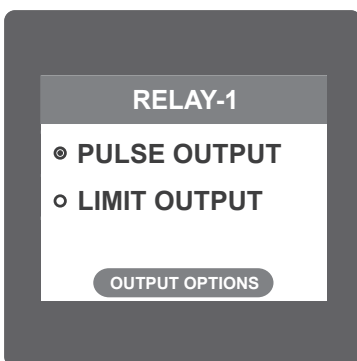 RELAY-1
PULSE OUTPUT
LIMIT OUTPUT
OUTPUT OPTIONS